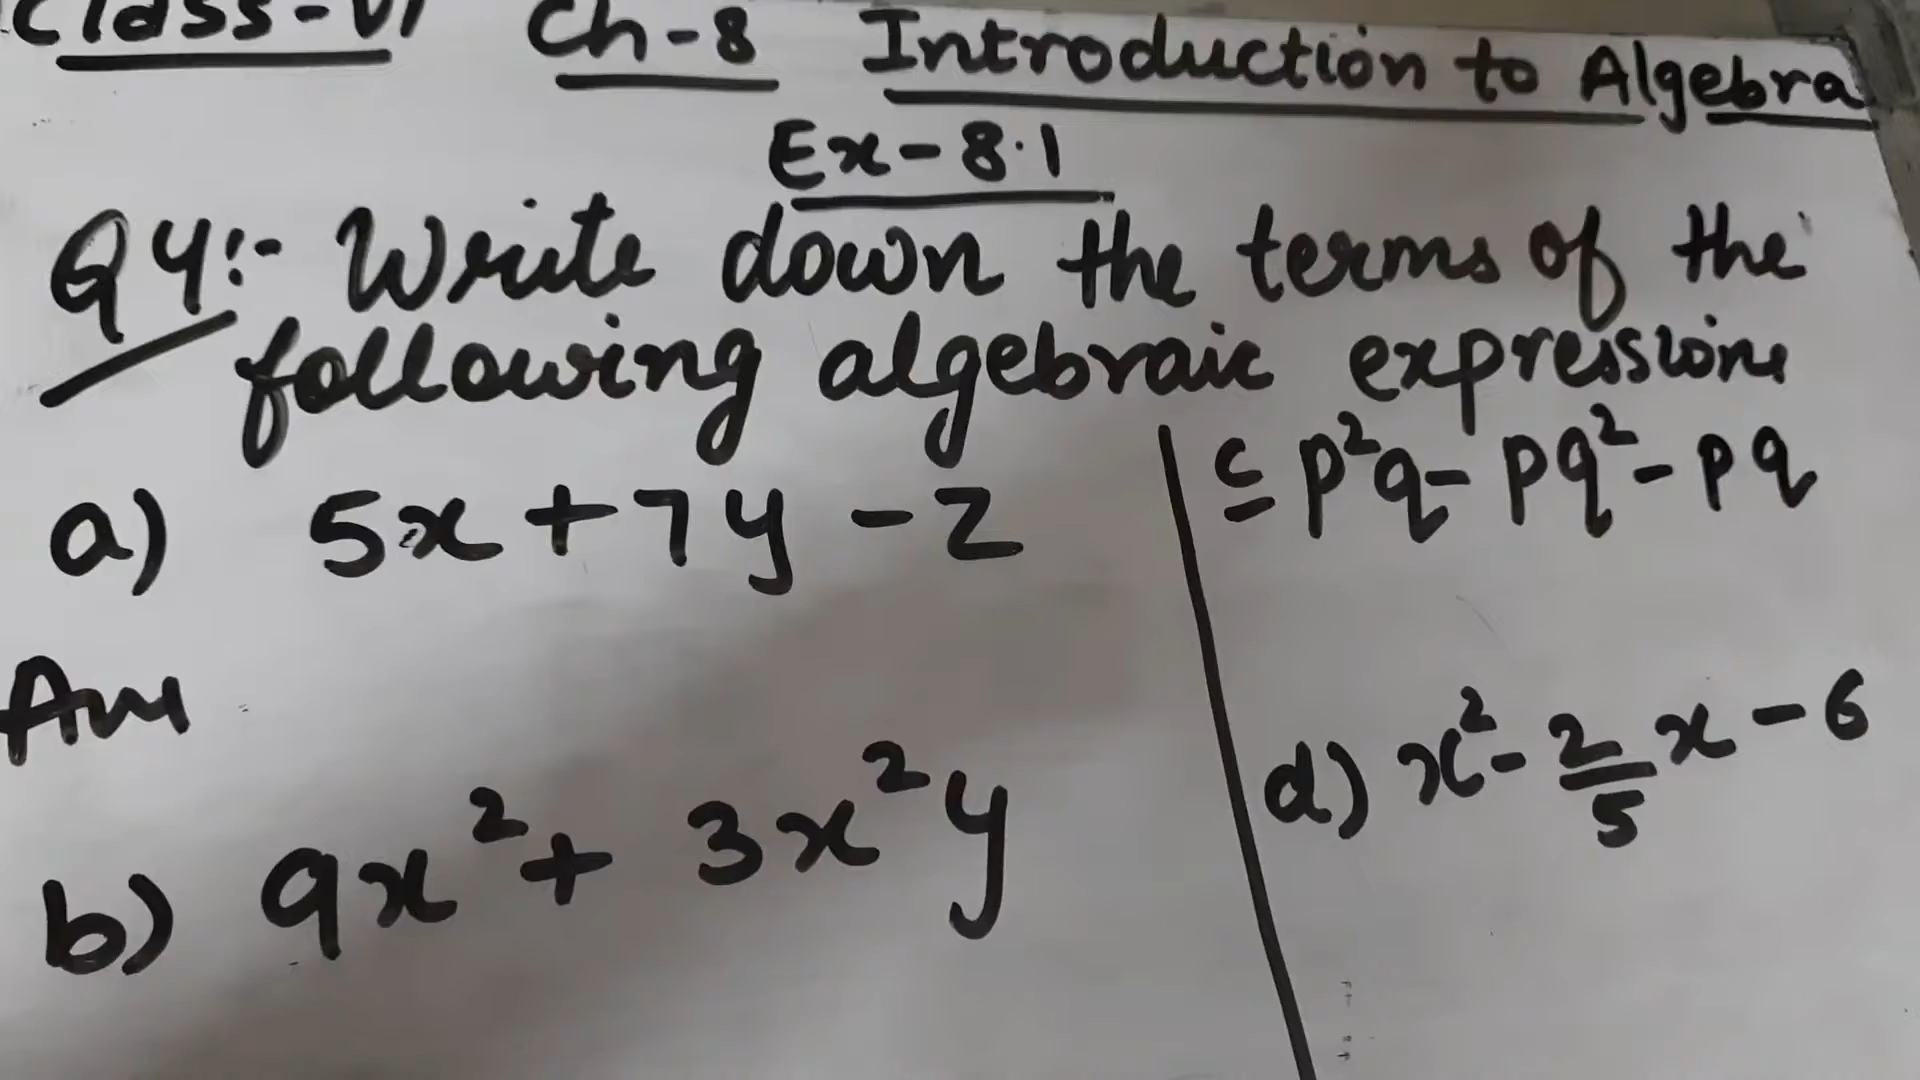 Class-VI Ch-8 Introduction to Algebra
Ex-8.1
Q4:- Write down the terms of the
following algebraic expressions
a) 5x + 7y - z
Ans
b) 9x² + 3x²y
c p²q - pq² - pq
d) x² - 2/5 x - 6